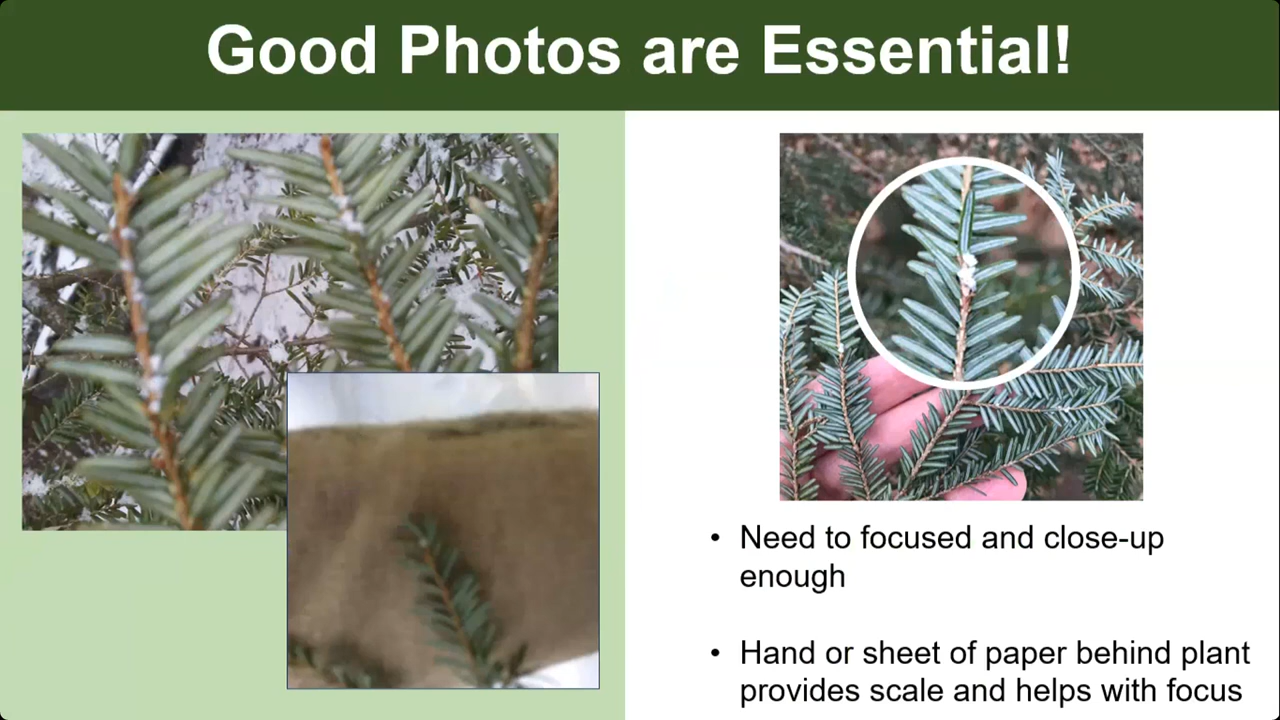 Good Photos are Essential!
• Need to focused and close-up
enough
• Hand or sheet of paper behind plant
provides scale and helps with focus